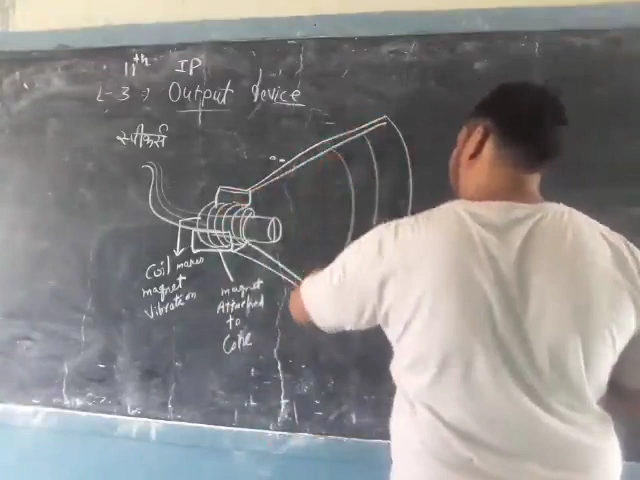 11th IP
L-3 : Output device
स्पीकर्स
Coil makes
magnet
Vibration
magnet
Attached
to
Cone